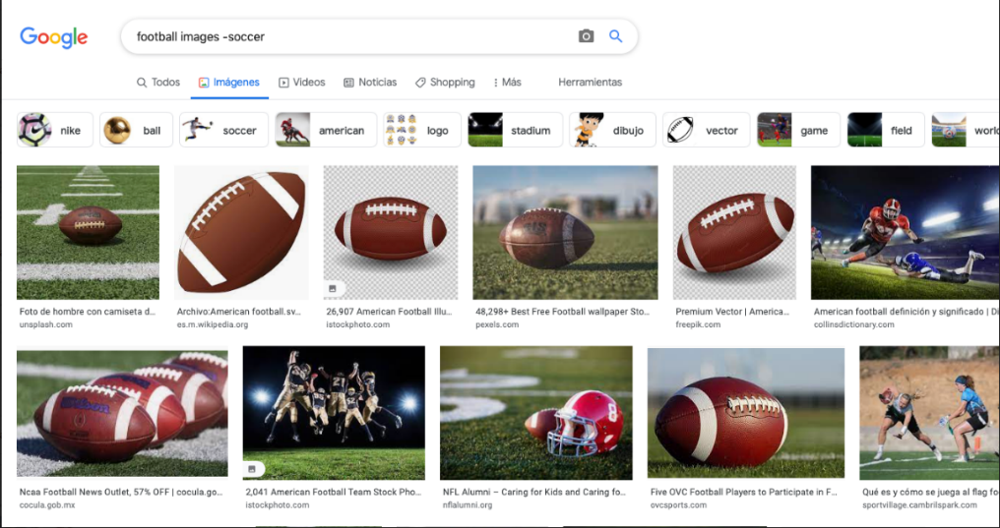 Google
football images -soccer
Todos
Imágenes
Videos
Noticias
Shopping
Más
Herramientas
nike
ball
soccer
american
logo
stadium
dibujo
vector
game
field
world
Foto de hombre con camiseta d...
unsplash.com
Archivo:American football.sv...
es.m.wikipedia.org
26,907 American Football Illu...
istockphoto.com
48,298+ Best Free Football wallpaper Sto...
pexels.com
Premium Vector | America...
freepik.com
American football definición y significado | Di
collinsdictionary.com
Ncaa Football News Outlet, 57% OFF | cocula.go...
cocula.gob.mx
2,041 American Football Team Stock Pho...
istockphoto.com
NFL Alumni – Caring for Kids and Caring fo...
nflalumni.org
Five OVC Football Players to Participate in F...
ovcsports.com
Qué es y cómo se juega al flag fo
sportvillage.cambrilspark.com